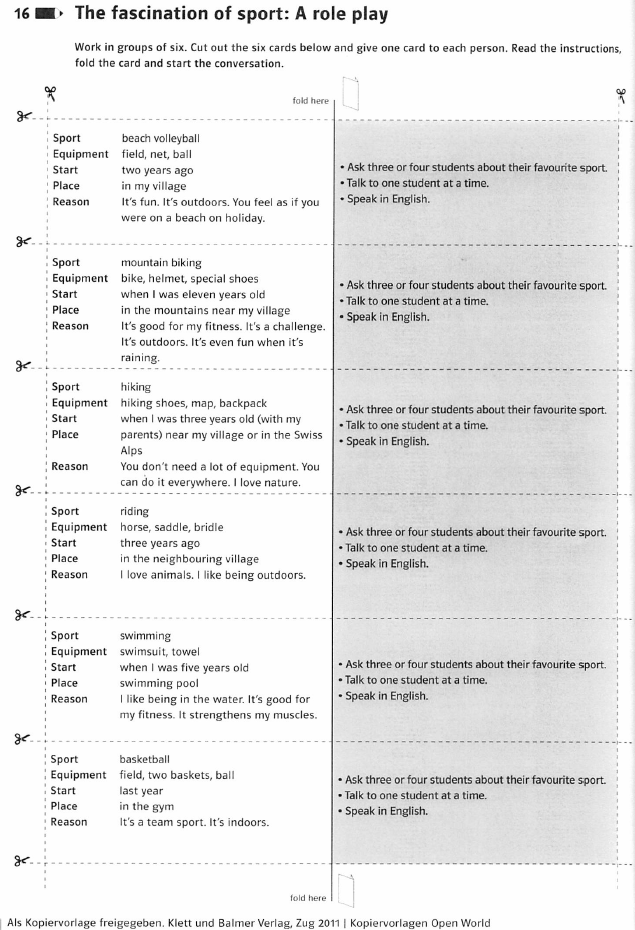 16 The fascination of sport: A role play
Work in groups of six. Cut out the six cards below and give one card to each person. Read the instructions,
fold the card and start the conversation.
fold here
Sport beach volleyball
Equipment field, net, ball
Start two years ago
Place in my village
Reason It's fun. It's outdoors. You feel as if you
were on a beach on holiday.
• Ask three or four students about their favourite sport.
• Talk to one student at a time.
• Speak in English.
Sport mountain biking
Equipment bike, helmet, special shoes
Start when I was eleven years old
Place in the mountains near my village
Reason It's good for my fitness. It's a challenge.
It's outdoors. It's even fun when it's
raining.
• Ask three or four students about their favourite sport.
• Talk to one student at a time.
• Speak in English.
Sport hiking
Equipment hiking shoes, map, backpack
Start when I was three years old (with my
Place parents) near my village or in the Swiss
Alps
Reason You don't need a lot of equipment. You
can do it everywhere. I love nature.
• Ask three or four students about their favourite sport.
• Talk to one student at a time.
• Speak in English.
Sport riding
Equipment horse, saddle, bridle
Start three years ago
Place in the neighbouring village
Reason I love animals. I like being outdoors.
• Ask three or four students about their favourite sport.
• Talk to one student at a time.
• Speak in English.
Sport swimming
Equipment swimsuit, towel
Start when I was five years old
Place swimming pool
Reason I like being in the water. It's good for
my fitness. It strengthens my muscles.
• Ask three or four students about their favourite sport.
• Talk to one student at a time.
• Speak in English.
Sport basketball
Equipment field, two baskets, ball
Start last year
Place in the gym
Reason It's a team sport. It's indoors.
• Ask three or four students about their favourite sport.
• Talk to one student at a time.
• Speak in English.
fold here
Als Kopiervorlage freigegeben. Klett und Balmer Verlag, Zug 2011 | Kopiervorlagen Open World